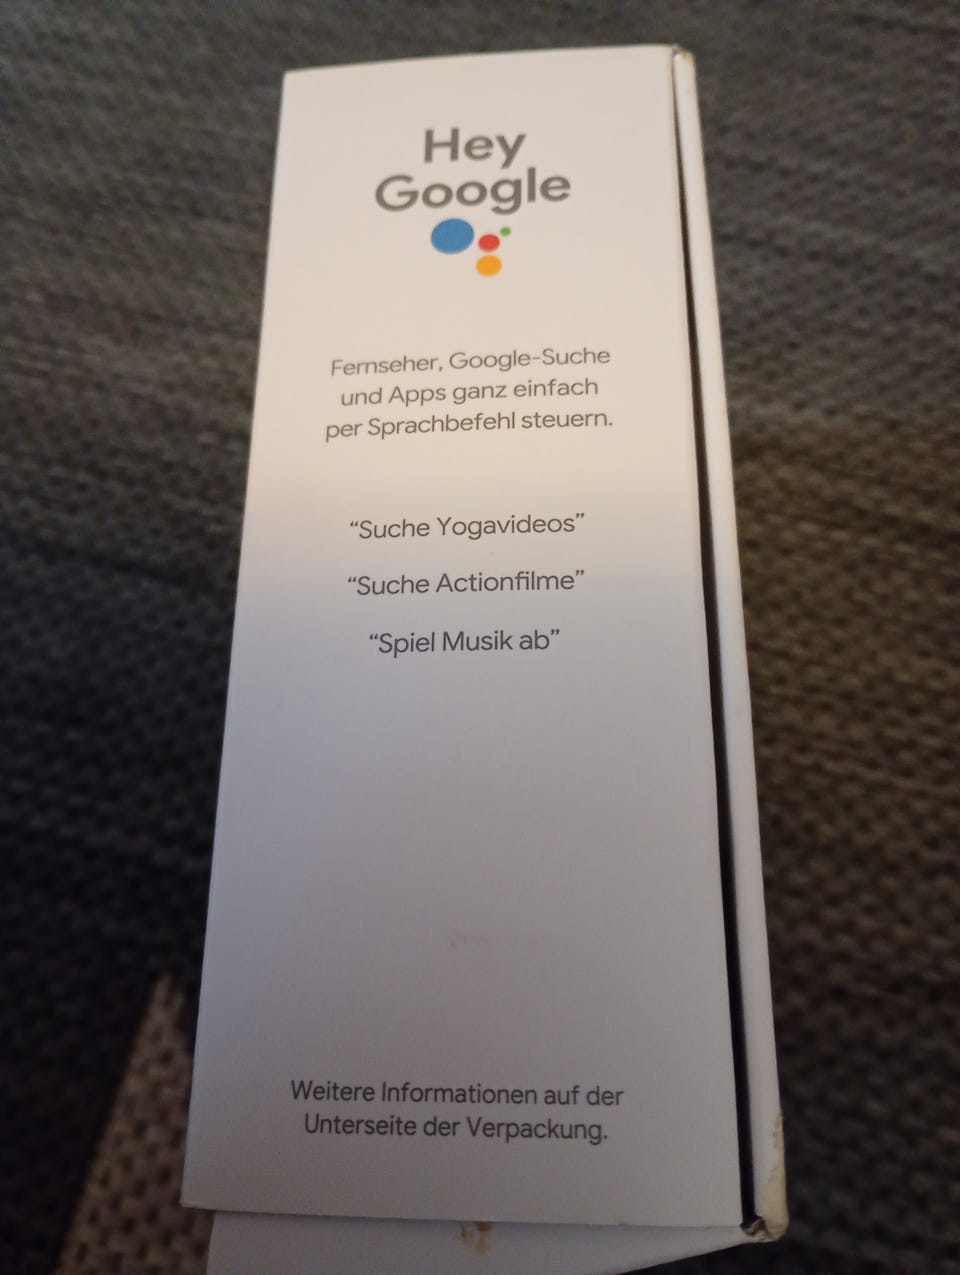 Hey
Google
Fernseher, Google-Suche
und Apps ganz einfach
per Sprachbefehl steuern.
“Suche Yogavideos”
“Suche Actionfilme”
“Spiel Musik ab”
Weitere Informationen auf der
Unterseite der Verpackung.